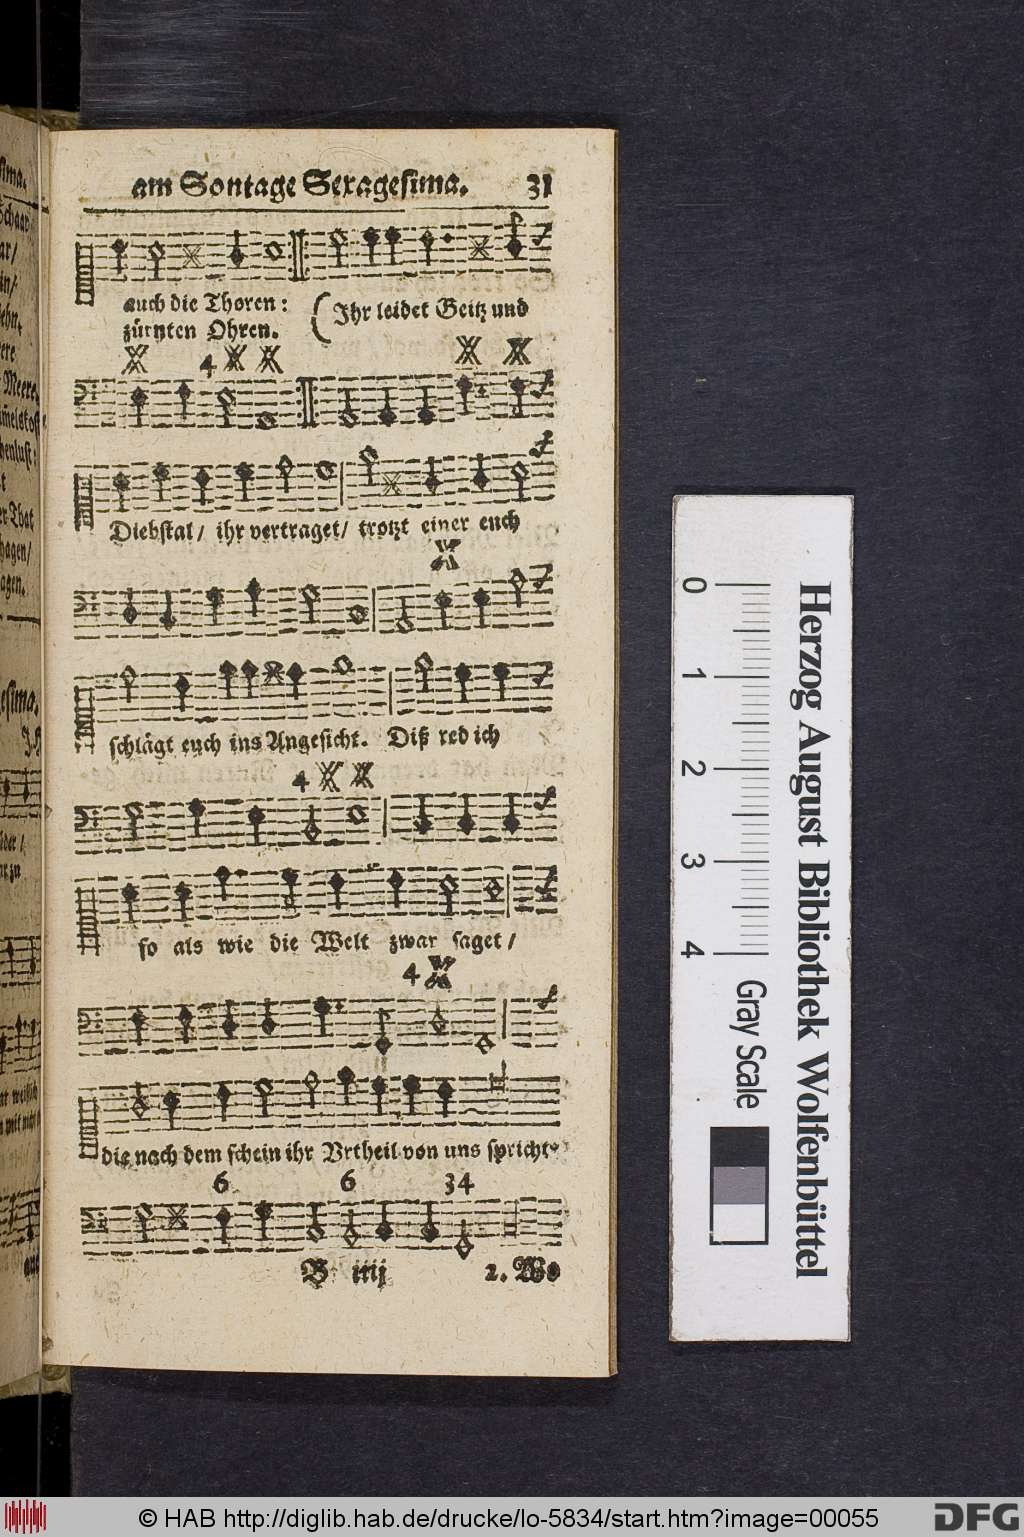 am Sontage Sexagesima. 31
auch die Thoren:
zürnten Ohren.
(Ihr leidet Geitz und
4
Diebstal/ ihr vertraget/ trotzt einer euch
schlägt euch ins Angesicht. Diß red ich
4
so als wie die Welt zwar saget/
4
die nach dem schein ihr Vrtheil von uns spricht.
6 6 34
B iiij 2. Wo
0 1 2 3 4
Gray Scale
Herzog August Bibliothek Wolfenbüttel
© HAB http://diglib.hab.de/drucke/lo-5834/start.htm?image=00055
DFG